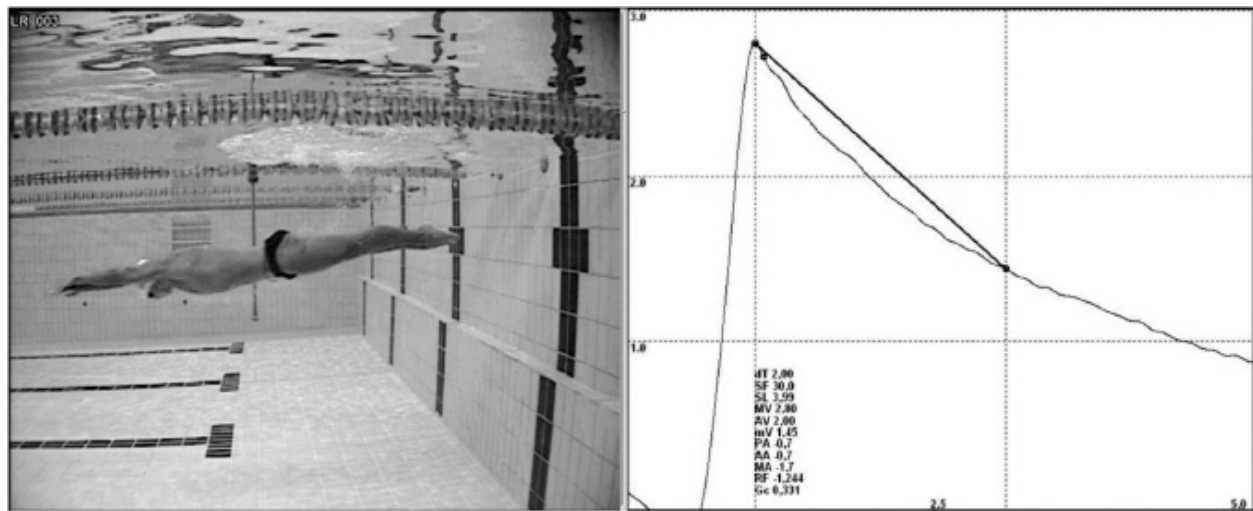 LR 003
3.0
2.0
1.0
dT 2,00
SF 30,0
SL 3,99
MV 2,80
AV 2,00
mV 1,45
PA -0,7
AA -0,7
MA -1,7
RF -1,244
Gc 0,331
2.5
5.0